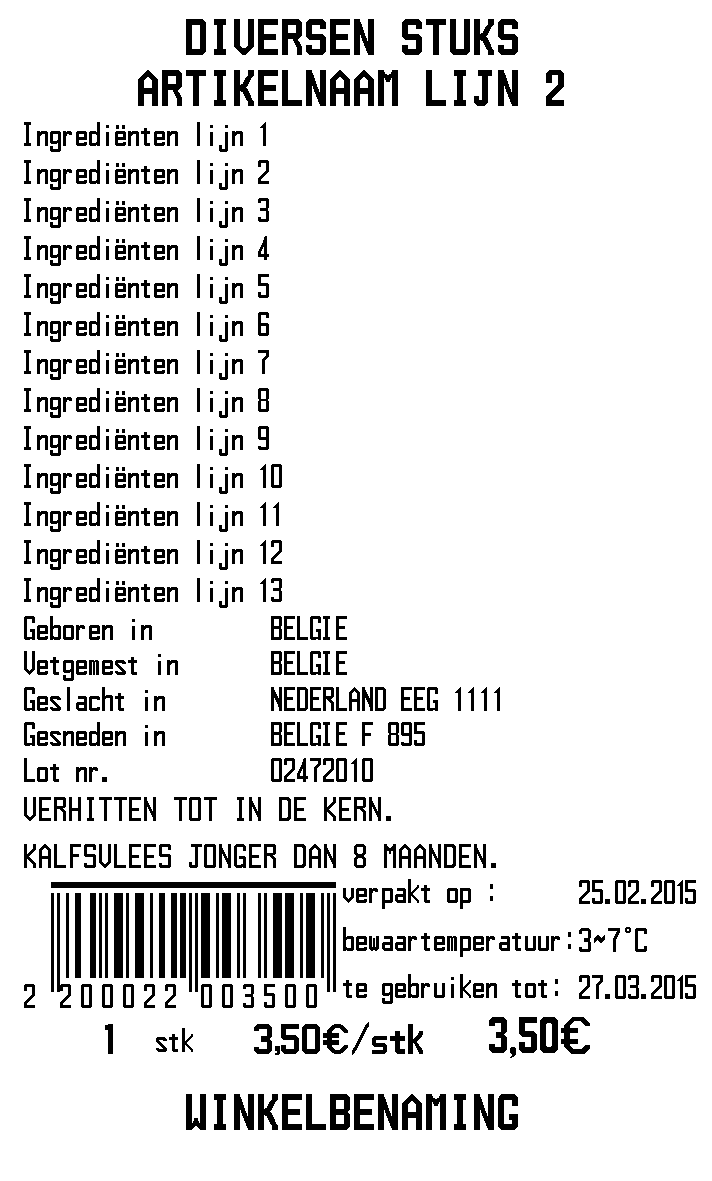 DIVERSEN STUKS
ARTIKELNAAM LIJN 2
Ingrediënten lijn 1
Ingrediënten lijn 2
Ingrediënten lijn 3
Ingrediënten lijn 4
Ingrediënten lijn 5
Ingrediënten lijn 6
Ingrediënten lijn 7
Ingrediënten lijn 8
Ingrediënten lijn 9
Ingrediënten lijn 10
Ingrediënten lijn 11
Ingrediënten lijn 12
Ingrediënten lijn 13
Geboren in BELGIE
Vetgemest in BELGIE
Geslacht in NEDERLAND EEG 1111
Gesneden in BELGIE F 895
Lot nr. 02472010
VERHITTEN TOT IN DE KERN.
KALFSVLEES JONGER DAN 8 MAANDEN.
verpakt op : 25.02.2015
bewaartemperatuur:3~7°C
te gebruiken tot: 27.03.2015
2 200022 003500
1 stk 3,50€/stk 3,50€
WINKELBENAMING